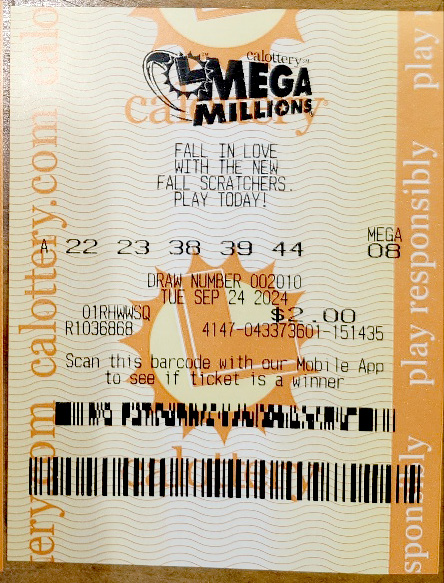 calottery
MEGA
MILLIONS
calottery
FALL IN LOVE
WITH THE NEW
FALL SCRATCHERS.
PLAY TODAY!
MEGA
A 22 23 38 39 44 08
DRAW NUMBER 002010
TUE SEP 24 2024
01RHWWSQ $2.00
R1036868 4147-043373601-151435
Scan this barcode with our Mobile App
to see if ticket is a winner
calottery
calottery.com
play responsibly